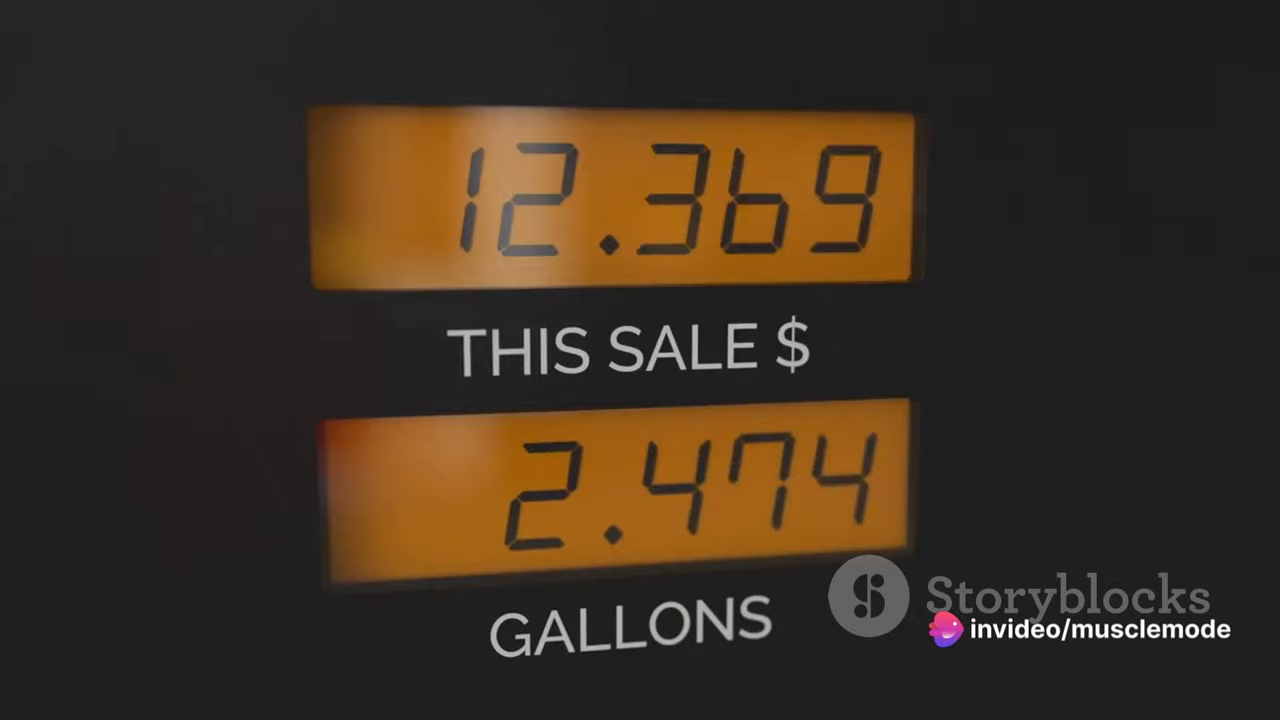 12.369
THIS SALE $
2.474
GALLONS
Storyblocks
invideo/musclemode